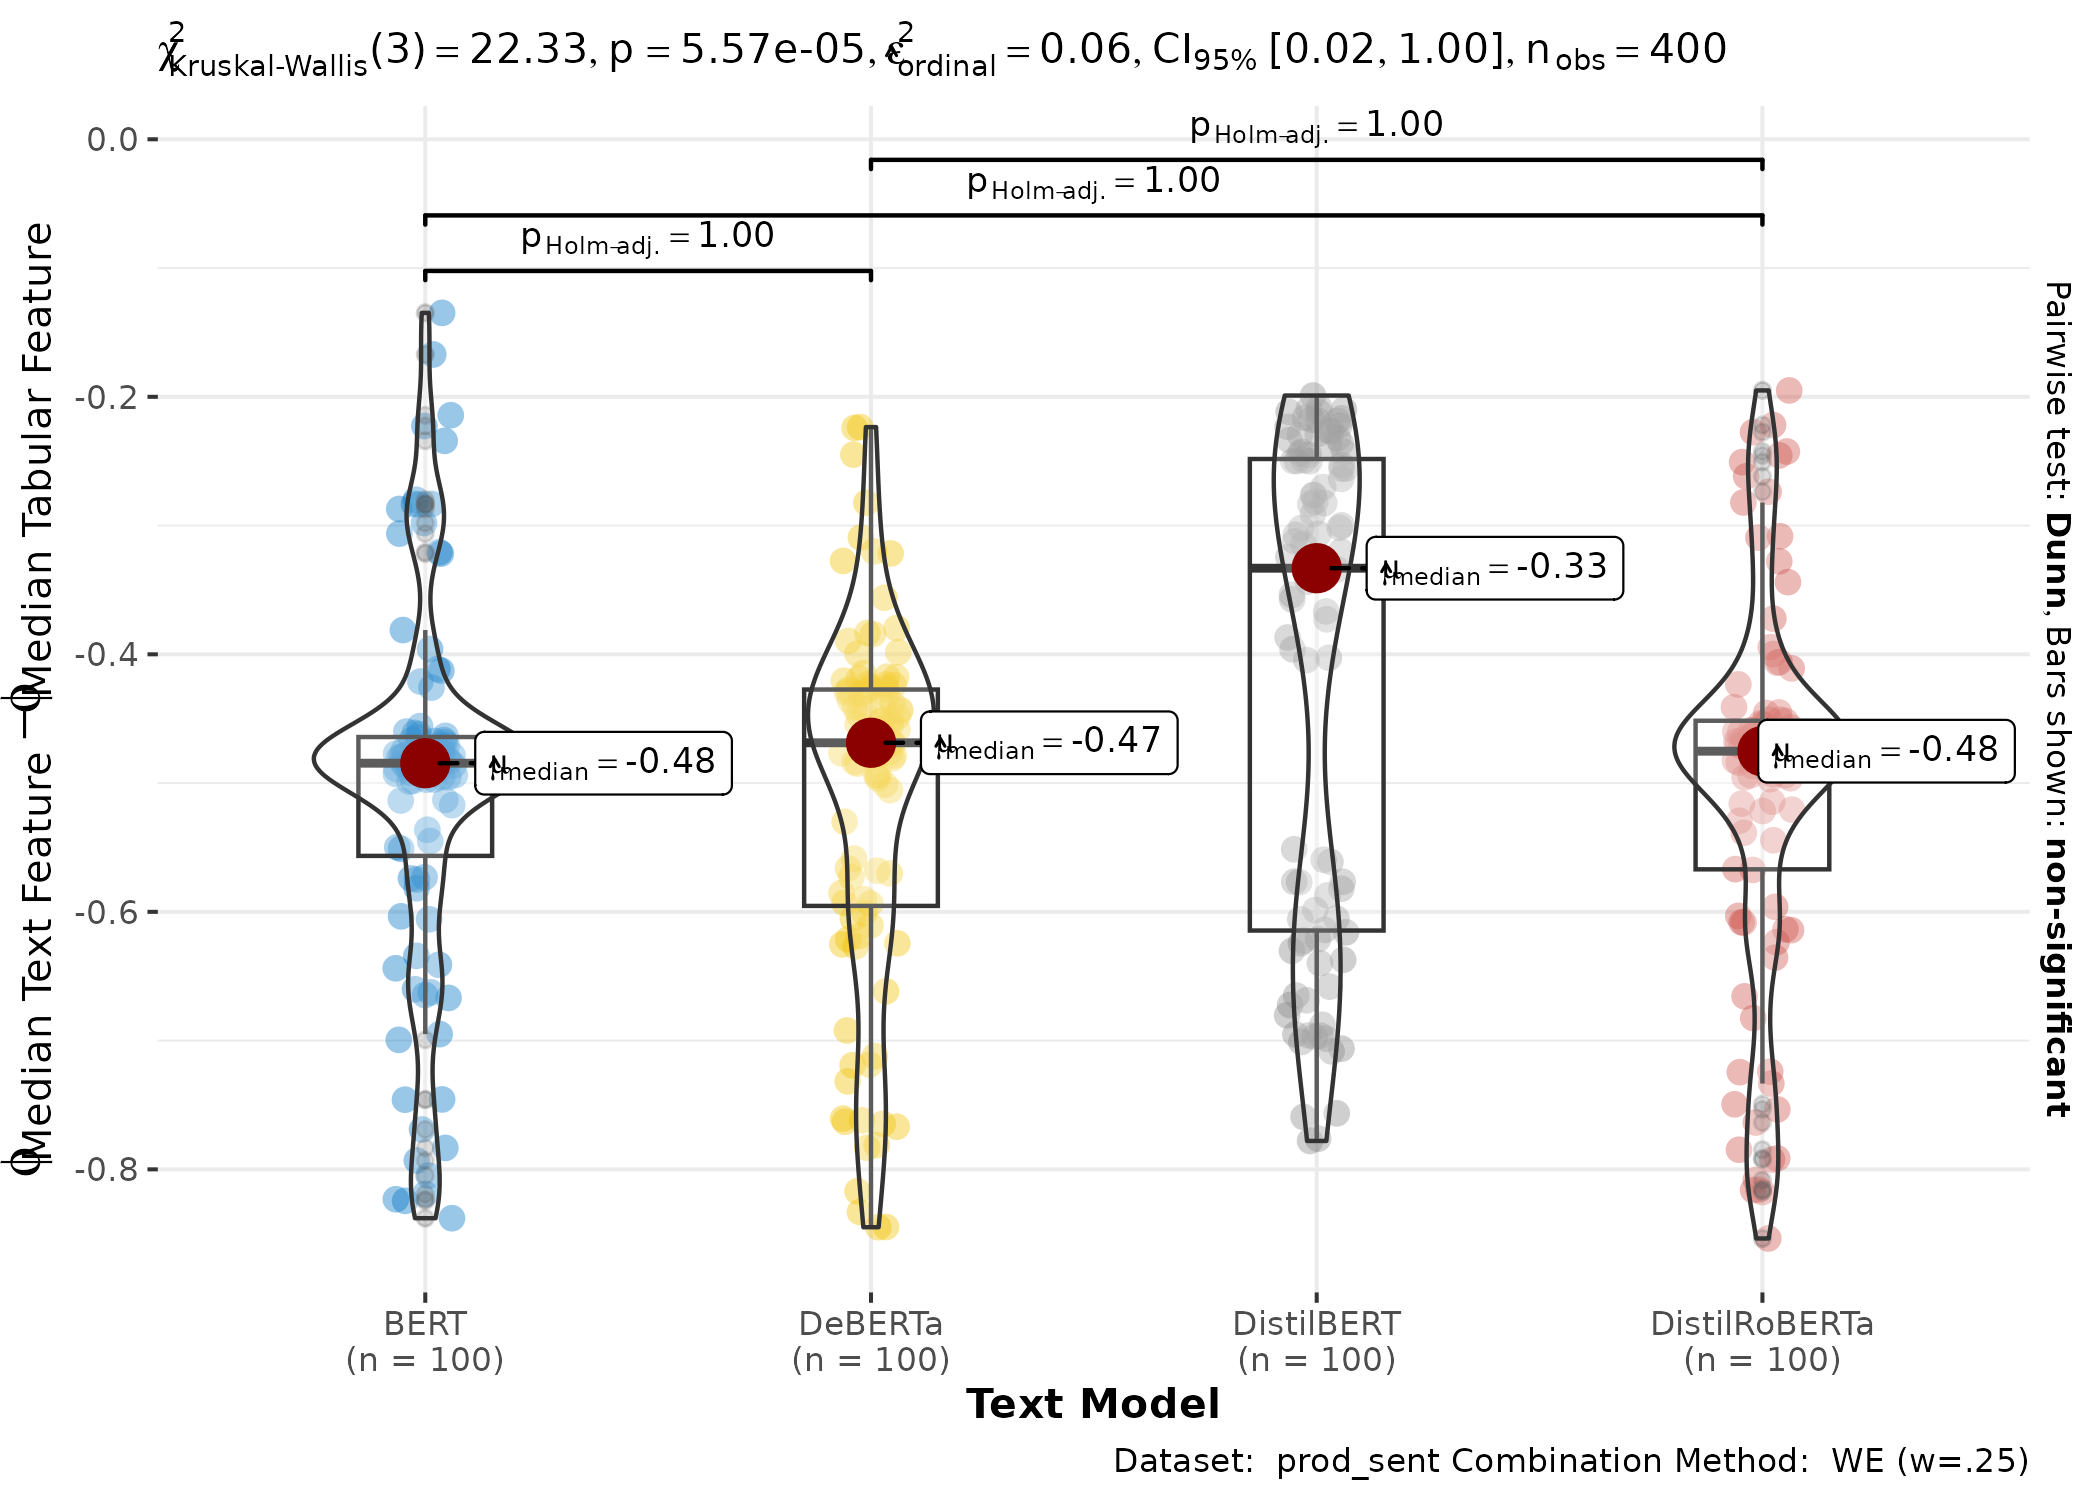 χ²Kruskal-Wallis(3) = 22.33, p = 5.57e-05, ε²ordinal = 0.06, CI95% [0.02, 1.00], nobs = 400
pHolm-adj. = 1.00
pHolm-adj. = 1.00
pHolm-adj. = 1.00
0.0
-0.2
-0.4
-0.6
-0.8
ϕMedian Text Feature − ϕMedian Tabular Feature
μ̂median = -0.48
μ̂median = -0.47
μ̂median = -0.33
μ̂median = -0.48
Pairwise test: Dunn, Bars shown: non-significant
BERT
(n = 100)
DeBERTa
(n = 100)
DistilBERT
(n = 100)
DistilRoBERTa
(n = 100)
Text Model
Dataset: prod_sent Combination Method: WE (w=.25)